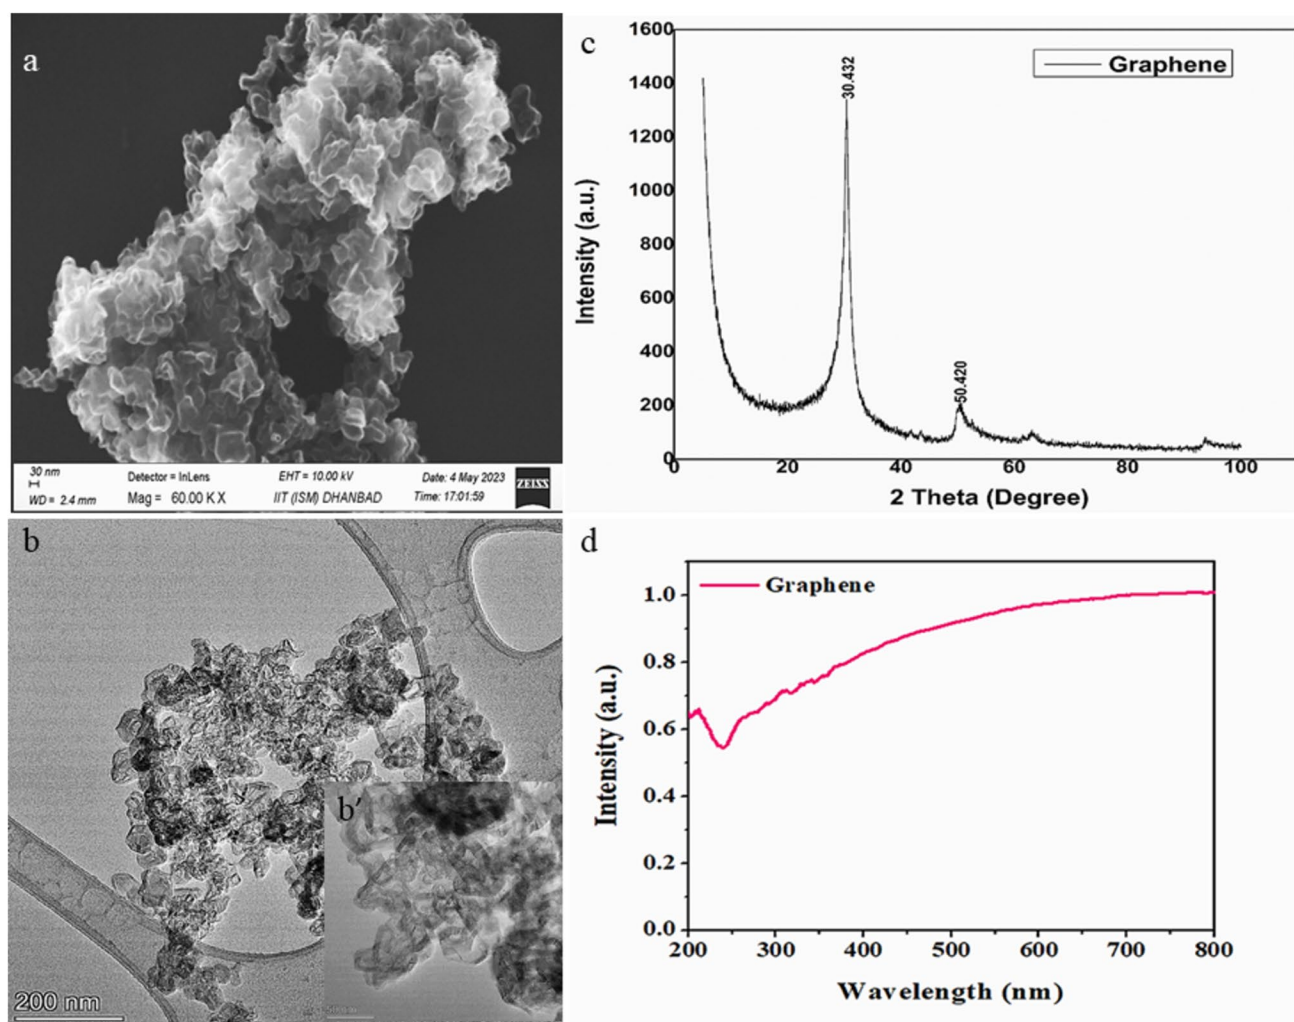 a
30 nm
WD = 2.4 mm
Detector = InLens
Mag = 60.00 K X
EHT = 10.00 kV
IIT (ISM) DHANBAD
Date: 4 May 2023
Time: 17:01:59
ZEISS
c
1600
1400
1200
1000
800
600
400
200
0
Intensity (a.u.)
30.432
50.420
Graphene
0 20 40 60 80 100
2 Theta (Degree)
b
b′
200 nm
d
Graphene
1.0
0.8
0.6
0.4
0.2
0.0
Intensity (a.u.)
200 300 400 500 600 700 800
Wavelength (nm)